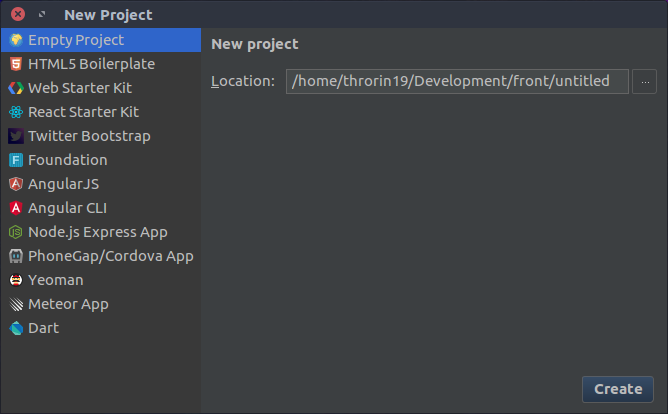 New Project
Empty Project
HTML5 Boilerplate
Web Starter Kit
React Starter Kit
Twitter Bootstrap
Foundation
AngularJS
Angular CLI
Node.js Express App
PhoneGap/Cordova App
Yeoman
Meteor App
Dart
New project
Location: /home/throrin19/Development/front/untitled ...
Create